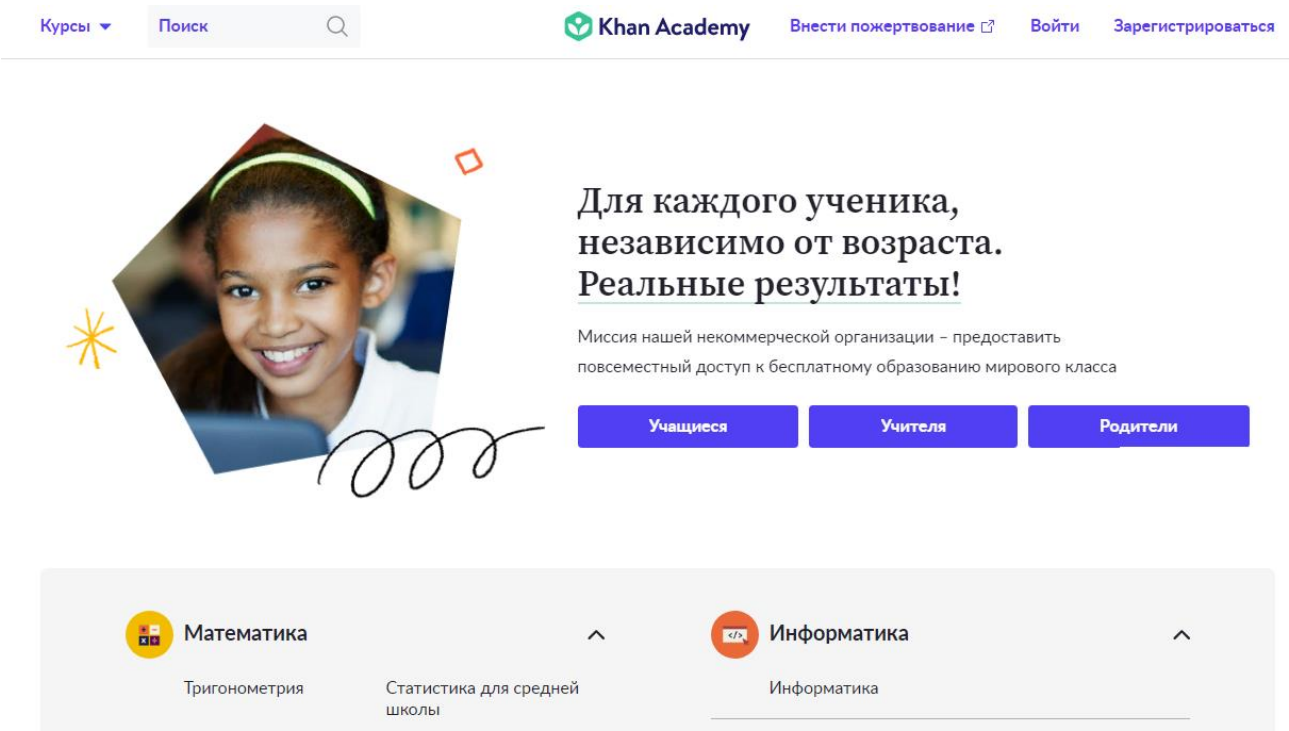 Курсы
Поиск
Khan Academy
Внести пожертвование
Войти
Зарегистрироваться
Для каждого ученика,
независимо от возраста.
Реальные результаты!
Миссия нашей некоммерческой организации – предоставить
повсеместный доступ к бесплатному образованию мирового класса
Учащиеся
Учителя
Родители
Математика
Тригонометрия
Статистика для средней
школы
Информатика
Информатика